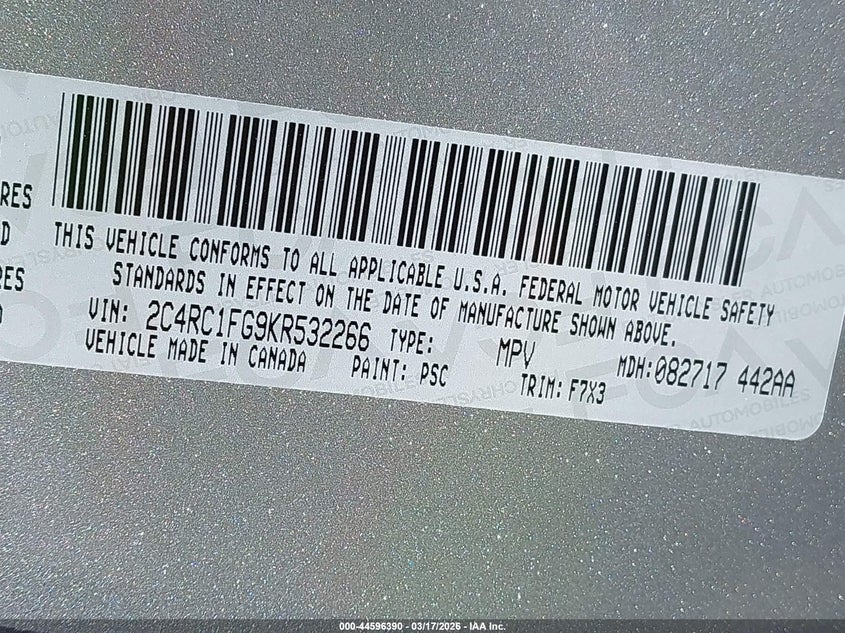 RES
D
RES
THIS VEHICLE CONFORMS TO ALL APPLICABLE U.S.A. FEDERAL MOTOR VEHICLE SAFETY
STANDARDS IN EFFECT ON THE DATE OF MANUFACTURE SHOWN ABOVE.
VIN: 2C4RC1FG9KR532266 TYPE: MPV MDH:082717 442AA
VEHICLE MADE IN CANADA PAINT: PSC TRIM: F7X3
000-44596390 - 03/17/2026 - IAA Inc.